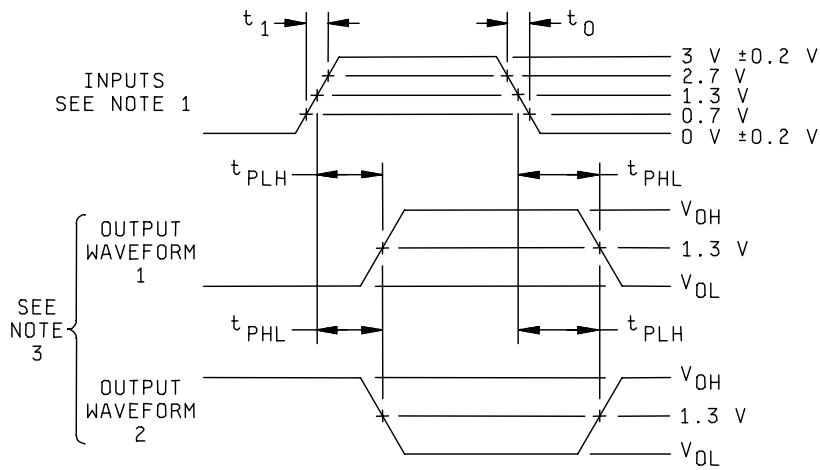 t1
t0
INPUTS
SEE NOTE 1
3 V ±0.2 V
2.7 V
1.3 V
0.7 V
0 V ±0.2 V
tPLH
tPHL
SEE
NOTE
3
OUTPUT
WAVEFORM
1
VOH
1.3 V
VOL
tPHL
tPLH
OUTPUT
WAVEFORM
2
VOH
1.3 V
VOL